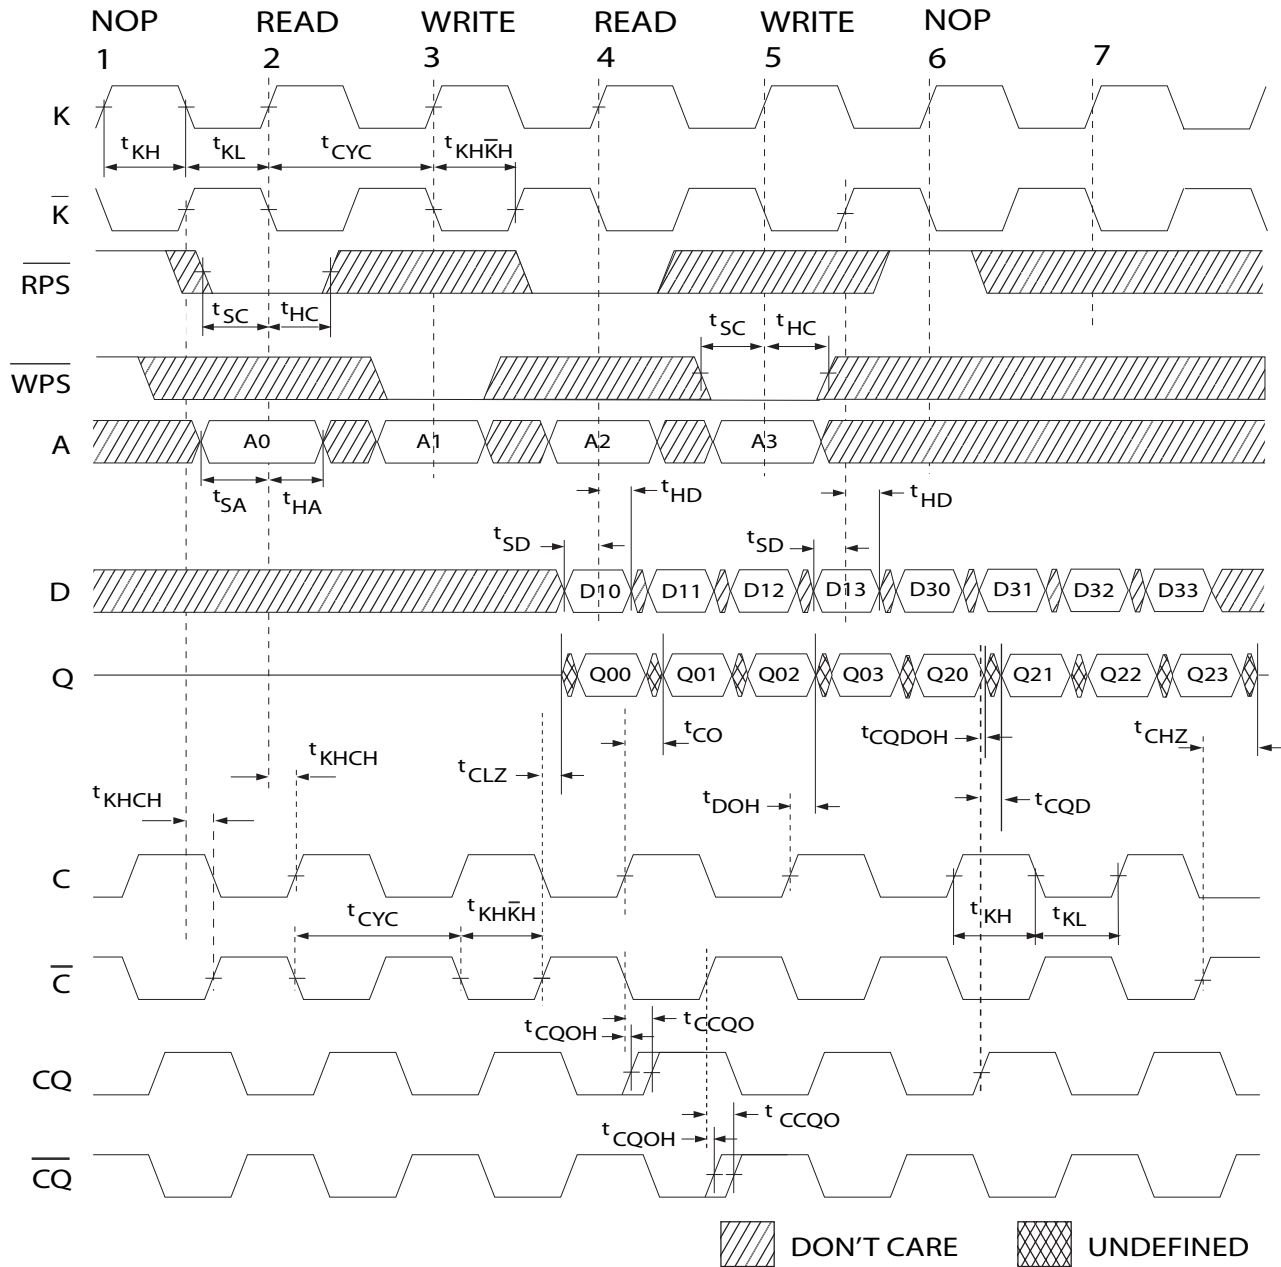 NOP READ WRITE READ WRITE NOP
1 2 3 4 5 6 7
K
tKH tKL tCYC tKHK̅H
K̅
R̅P̅S̅
tSC tHC
tSC tHC
W̅P̅S̅
A A0 A1 A2 A3
tSA tHA
tHD tHD
tSD tSD
D D10 D11 D12 D13 D30 D31 D32 D33
Q Q00 Q01 Q02 Q03 Q20 Q21 Q22 Q23
tCO tCQDOH tCHZ
tKHCH tCLZ
tKHCH tDOH tCQD
C
tCYC tKHK̅H tKH tKL
C̅
tCQOH tCCQO
CQ
tCQOH tCCQO
C̅Q̅
DON'T CARE UNDEFINED